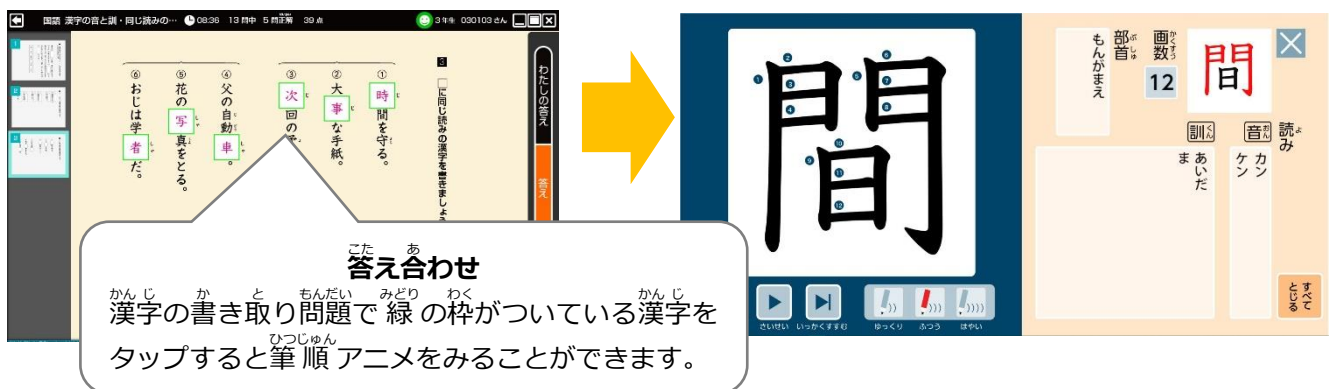 国語 漢字の音と訓・同じ読みの… 08:36 13問中 5問正解 39点
3年生 030103さん
わたしの答え
答え
3 □に同じ読みの漢字を書きましょう
① 時間を守る。
② 大事な手紙。
③ 次回の
④ 父の自動車。
⑤ 花の写真をとる。
⑥ おじは学者だ。
答え合わせ
漢字の書き取り問題で緑の枠がついている漢字を
タップすると筆順アニメをみることができます。
間
さいせい いっかくすすむ ゆっくり ふつう はやい
間
画数
12
部首
もんがまえ
読み
音
カン
ケン
訓
あいだ
ま
すべて
とじる